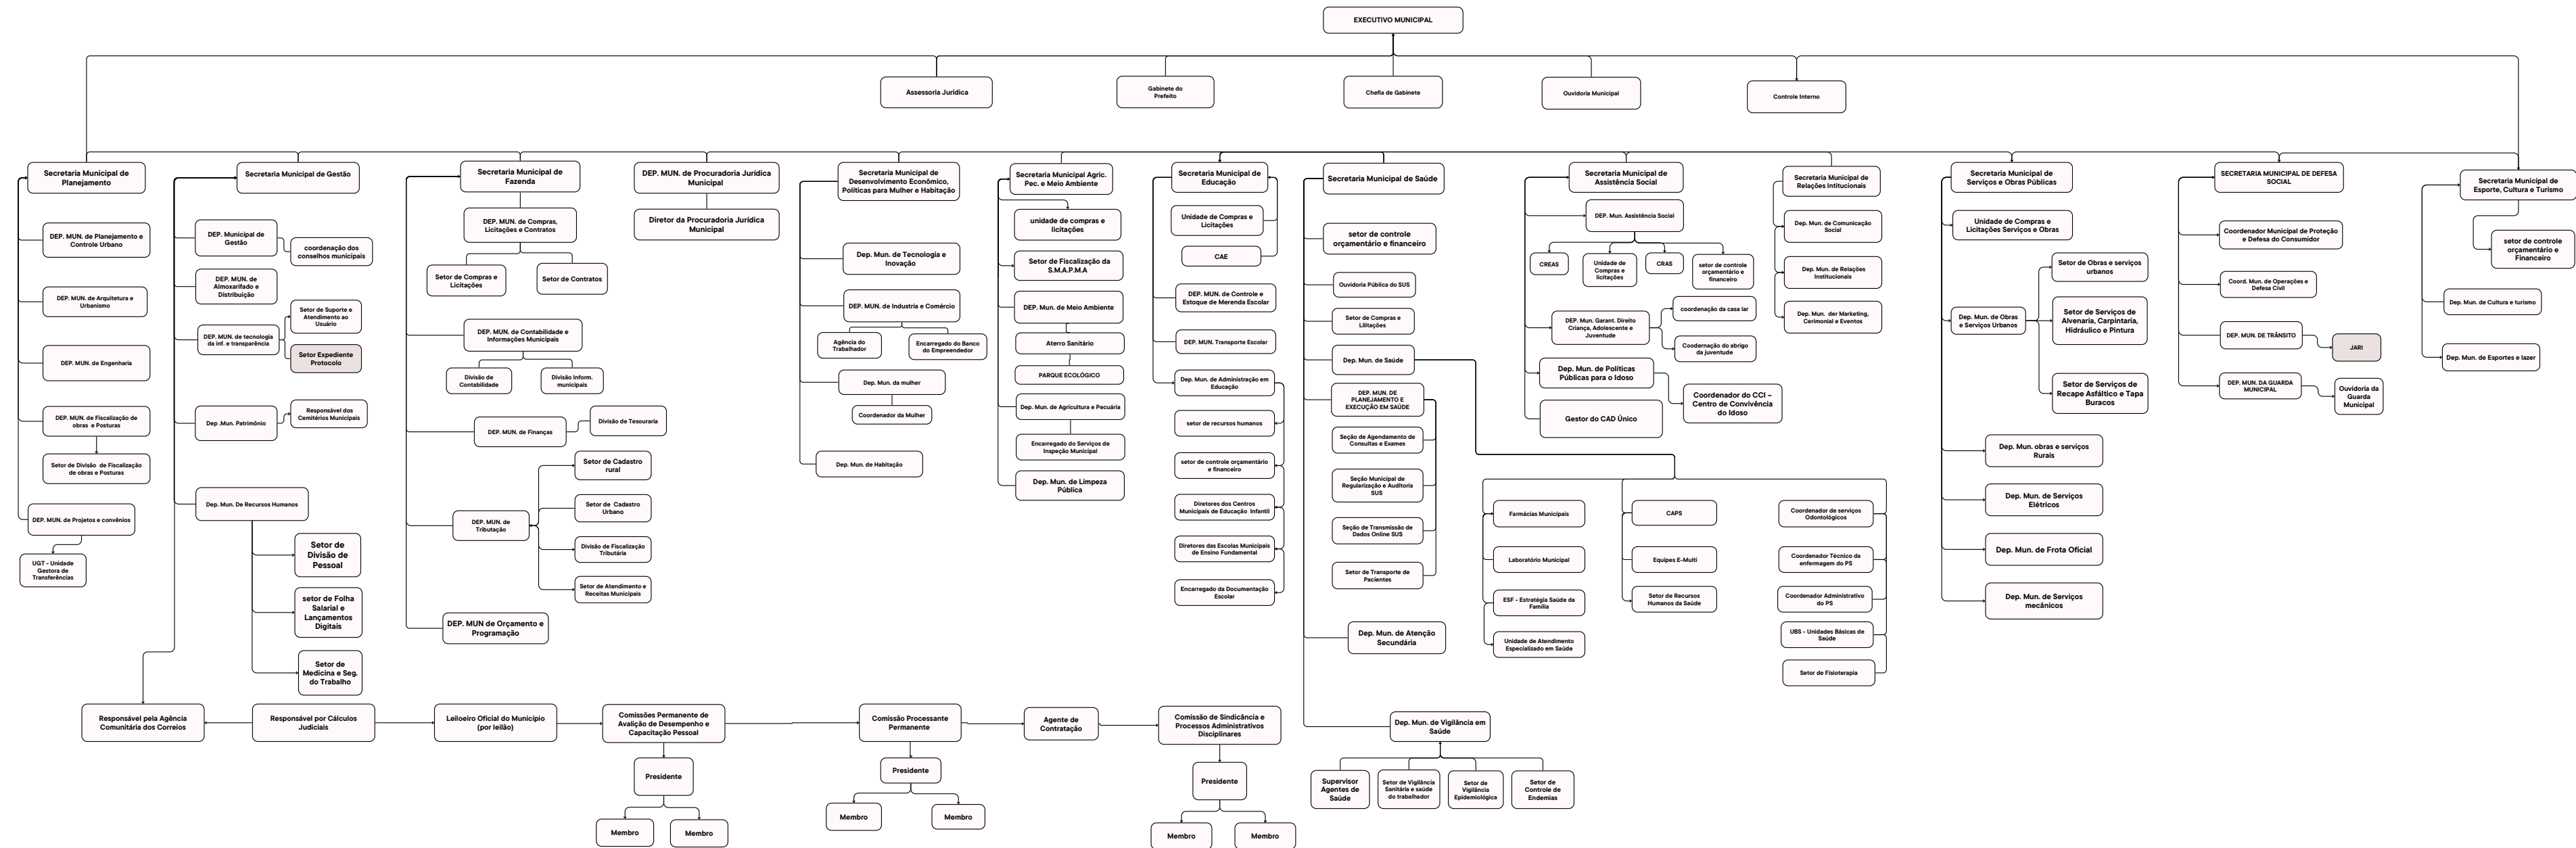 EXECUTIVO MUNICIPAL
Assessoria Jurídica
Gabinete do
Prefeito
Chefia de Gabinete
Ouvidoria Municipal
Controle Interno
Secretaria Municipal de
Planejamento
DEP. MUN. de Planejamento e
Controle Urbano
DEP. MUN. de Arquitetura e
Urbanismo
DEP. MUN. de Engenharia
DEP. MUN. de Fiscalização de
obras e Posturas
Setor de Divisão de Fiscalização
de obras e Posturas
DEP. MUN. de Projetos e convênios
UGT - Unidade
Gestora de
Transferências
Secretaria Municipal de Gestão
DEP. Municipal de
Gestão
coordenação dos
conselhos municipais
DEP. MUN. de
Almoxarifado e
Distribuição
DEP. MUN. de tecnologia
da inf. e transparência
Setor de Suporte e
Atendimento ao
Usuário
Setor Expediente
Protocolo
Dep .Mun. Patrimônio
Responsável dos
Cemitérios Municipais
Dep. Mun. De Recursos Humanos
Setor de
Divisão de
Pessoal
setor de Folha
Salarial e
Lançamentos
Digitais
Setor de
Medicina e Seg.
do Trabalho
Secretaria Municipal de
Fazenda
DEP. MUN. de Compras,
Licitações e Contratos
Setor de Compras e
Licitações
Setor de Contratos
DEP. MUN. de Contabilidade e
Informações Municipais
Divisão de
Contabilidade
Divisão Inform.
municipais
DEP. MUN. de Finanças
Divisão de Tesouraria
DEP. MUN. de
Tributação
Setor de Cadastro
rural
Setor de Cadastro
Urbano
Divisão de Fiscalização
Tributária
Setor de Atendimento e
Receitas Municipais
DEP. MUN de Orçamento e
Programação
DEP. MUN. de Procuradoria Jurídica
Municipal
Diretor da Procuradoria Jurídica
Municipal
Secretaria Municipal de
Desenvolvimento Econômico,
Políticas para Mulher e Habitação
Dep. Mun. de Tecnologia e
Inovação
DEP. MUN. de Industria e Comércio
Agência do
Trabalhador
Encarregado do Banco
do Empreendedor
Dep. Mun. da mulher
Coordenador da Mulher
Dep. Mun. de Habitação
Secretaria Municipal Agric.
Pec. e Meio Ambiente
unidade de compras e
licitações
Setor de Fiscalização da
S.M.A.P.M.A
DEP. Mun. de Meio Ambiente
Aterro Sanitário
PARQUE ECOLÓGICO
Dep. Mun. de Agricultura e Pecuária
Encarregado do Serviços de
Inspeção Municipal
Dep. Mun. de Limpeza
Pública
Secretaria Municipal de
Educação
Unidade de Compras e
Licitações
CAE
DEP. MUN. de Controle e
Estoque de Merenda Escolar
DEP. MUN. Transporte Escolar
Dep. Mun. de Administração em
Educação
setor de recursos humanos
setor de controle orçamentário
e financeiro
Diretores dos Centros
Municipais de Educação Infantil
Diretores das Escolas Municipais
de Ensino Fundamental
Encarregado da Documentação
Escolar
Secretaria Municipal de Saúde
setor de controle
orçamentário e financeiro
Ouvidoria Pública do SUS
Setor de Compras e
Lilitações
Dep. Mun. de Saúde
DEP. MUN. DE
PLANEJAMENTO E
EXECUÇÃO EM SAÚDE
Seção de Agendamento de
Consultas e Exames
Seção Municipal de
Regularização e Auditoria
SUS
Seção de Transmissão de
Dados Online SUS
Setor de Transporte de
Pacientes
Dep. Mun. de Atenção
Secundária
Farmácias Municipais
Laboratório Municipal
ESF - Estratégia Saúde da
Família
Unidade de Atendimento
Especializado em Saúde
CAPS
Equipes E-Multi
Setor de Recursos
Humanos da Saúde
Coordenador de serviços
Odontológicos
Coordenador Técnico da
enfermagem do PS
Coordenador Administrativo
do PS
UBS - Unidades Básicas de
Saúde
Setor de Fisioterapia
Dep. Mun. de Vigilância em
Saúde
Supervisor
Agentes de
Saúde
Setor de Vigilância
Sanitária e saúde
do trabalhador
Setor de
Vigilância
Epidemiológica
Setor de
Controle de
Endemias
Secretaria Municipal de
Assistência Social
DEP. Mun. Assistência Social
CREAS
Unidade de
Compras e
licitações
CRAS
setor de controle
orçamentário e
financeiro
DEP. Mun. Garant. Direito
Criança, Adolescente e
Juventude
coordenação da casa lar
Coodernação do abrigo
da juventude
Dep. Mun. de Políticas
Públicas para o Idoso
Coordenador do CCI –
Centro de Convivência
do Idoso
Gestor do CAD Único
Secretaria Municipal de
Relações Intitucionais
Dep. Mun. de Comunicação
Social
Dep. Mun. de Relações
Institucionais
Dep. Mun. der Marketing,
Cerimonial e Eventos
Secretaria Municipal de
Serviços e Obras Públicas
Unidade de Compras e
Licitações Serviços e Obras
Dep. Mun. de Obras
e Serviços Urbanos
Setor de Obras e serviços
urbanos
Setor de Serviços de
Alvenaria, Carpintaria,
Hidráulico e Pintura
Setor de Serviços de
Recape Asfáltico e Tapa
Buracos
Dep. Mun. obras e serviços
Rurais
Dep. Mun. de Serviços
Elétricos
Dep. Mun. de Frota Oficial
Dep. Mun. de Serviços
mecânicos
SECRETARIA MUNICIPAL DE DEFESA
SOCIAL
Coordenador Municipal de Proteção
e Defesa do Consumidor
Coord. Mun. de Operações e
Defesa Civil
DEP. MUN. DE TRÂNSITO
JARI
DEP. MUN. DA GUARDA
MUNICIPAL
Ouvidoria da
Guarda
Municipal
Secretaria Municipal de
Esporte, Cultura e Turismo
setor de controle
orçamentário e
Financeiro
Dep. Mun. de Cultura e turismo
Dep. Mun. de Esportes e lazer
Responsável pela Agência
Comunitária dos Correios
Responsável por Cálculos
Judiciais
Leiloeiro Oficial do Município
(por leilão)
Comissões Permanente de
Avalição de Desempenho e
Capacitação Pessoal
Presidente
Membro
Membro
Comissão Processante
Permanente
Presidente
Membro
Membro
Agente de
Contratação
Comissão de Sindicância e
Processos Administrativos
Disciplinares
Presidente
Membro
Membro